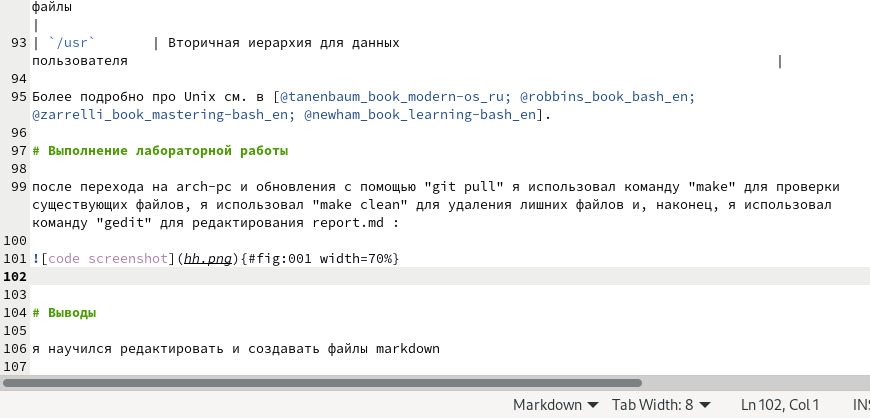 файлы
|
93 | `/usr`       | Вторичная иерархия для данных
пользователя                                                                                 |
94
95 Более подробно про Unix см. в [@tanenbaum_book_modern-os_ru; @robbins_book_bash_en;
@zarrelli_book_mastering-bash_en; @newham_book_learning-bash_en].
96
97 # Выполнение лабораторной работы
98
99 после перехода на arch-pc и обновления с помощью "git pull" я использовал команду "make" для проверки
существующих файлов, я использовал "make clean" для удаления лишних файлов и, наконец, я использовал
команду "gedit" для редактирования report.md :
100
101 ![code screenshot](hh.png){#fig:001 width=70%}
102
103
104 # Выводы
105
106 я научился редактировать и создавать файлы markdown
107
Markdown Tab Width: 8 Ln 102, Col 1